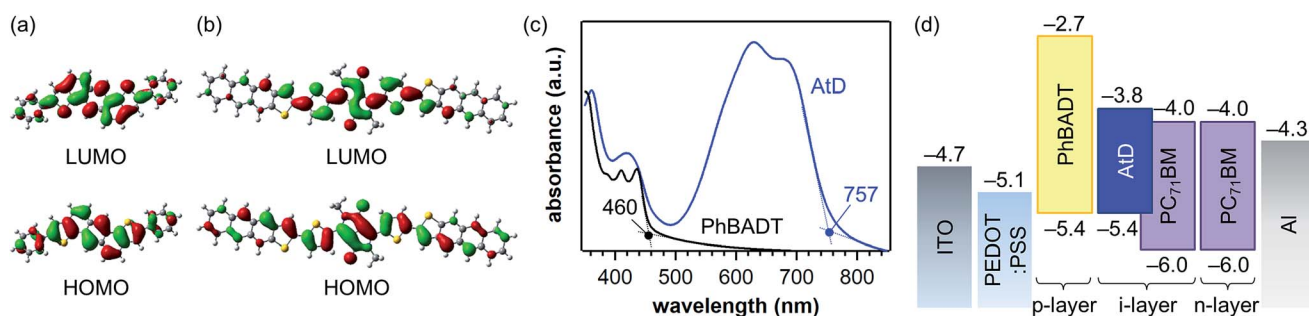 (a)
LUMO
HOMO
(b)
LUMO
HOMO
(c)
absorbance (a.u.)
AtD
757
460
PhBADT
400 500 600 700 800
wavelength (nm)
(d)
−2.7
−3.8
−4.0
−4.0
−4.3
−4.7
−5.1
PhBADT
AtD
PC71BM
PC71BM
Al
ITO
PEDOT
:PSS
−5.4
−5.4
−6.0
−6.0
p-layer
i-layer
n-layer